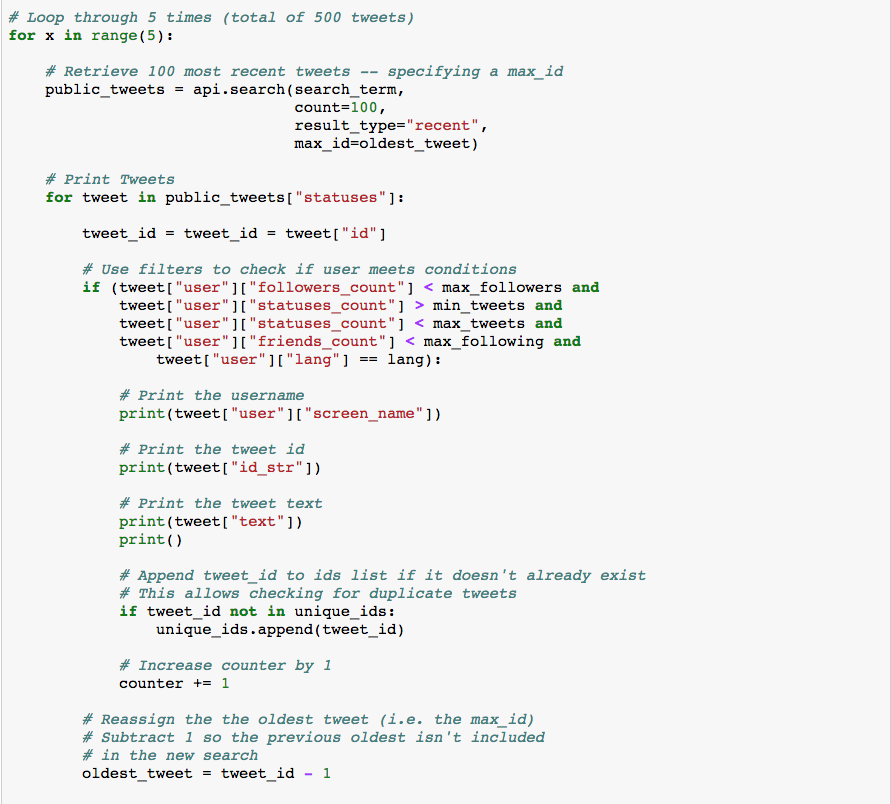 # Loop through 5 times (total of 500 tweets)
for x in range(5):
# Retrieve 100 most recent tweets -- specifying a max_id
public_tweets = api.search(search_term,
count=100,
result_type="recent",
max_id=oldest_tweet)
# Print Tweets
for tweet in public_tweets["statuses"]:
tweet_id = tweet_id = tweet["id"]
# Use filters to check if user meets conditions
if (tweet["user"]["followers_count"] < max_followers and
tweet["user"]["statuses_count"] > min_tweets and
tweet["user"]["statuses_count"] < max_tweets and
tweet["user"]["friends_count"] < max_following and
tweet["user"]["lang"] == lang):
# Print the username
print(tweet["user"]["screen_name"])
# Print the tweet id
print(tweet["id_str"])
# Print the tweet text
print(tweet["text"])
print()
# Append tweet_id to ids list if it doesn't already exist
# This allows checking for duplicate tweets
if tweet_id not in unique_ids:
unique_ids.append(tweet_id)
# Increase counter by 1
counter += 1
# Reassign the the oldest tweet (i.e. the max_id)
# Subtract 1 so the previous oldest isn't included
# in the new search
oldest_tweet = tweet_id - 1